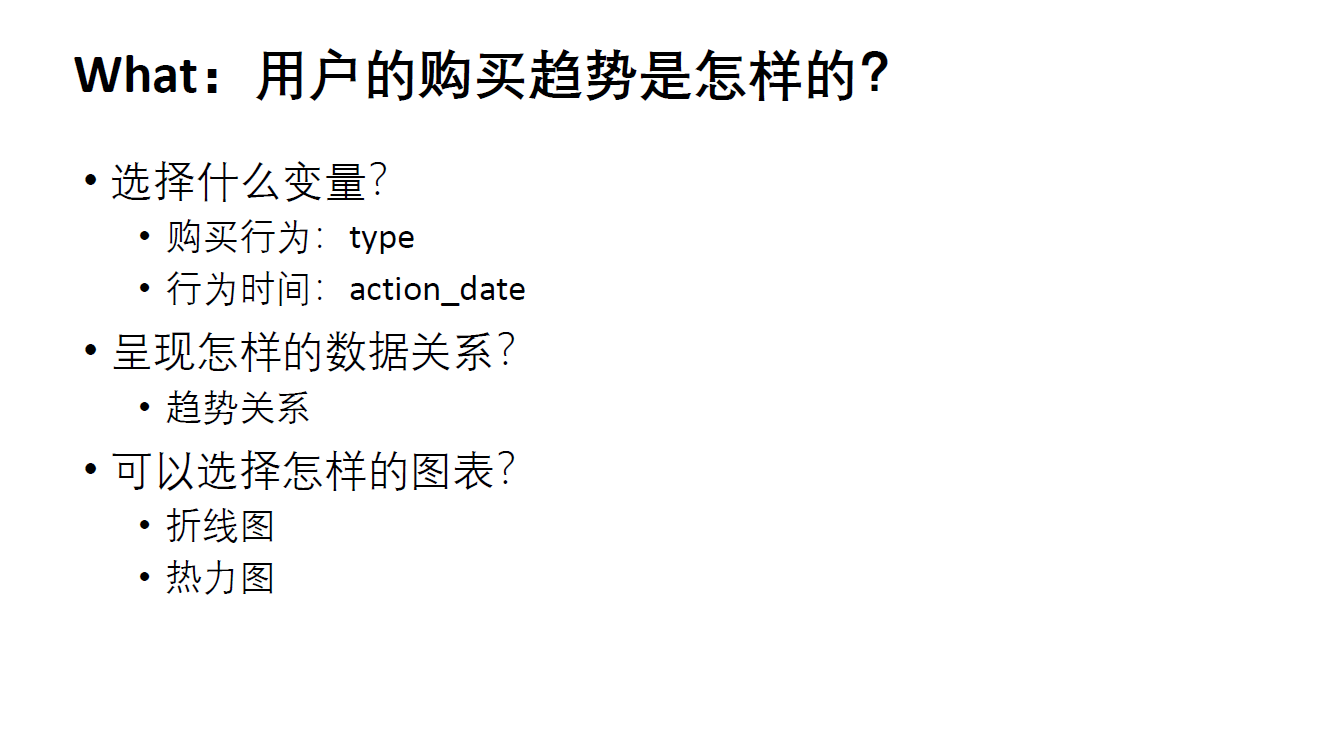 What：用户的购买趋势是怎样的？
• 选择什么变量？
• 购买行为：type
• 行为时间：action_date
• 呈现怎样的数据关系？
• 趋势关系
• 可以选择怎样的图表？
• 折线图
• 热力图